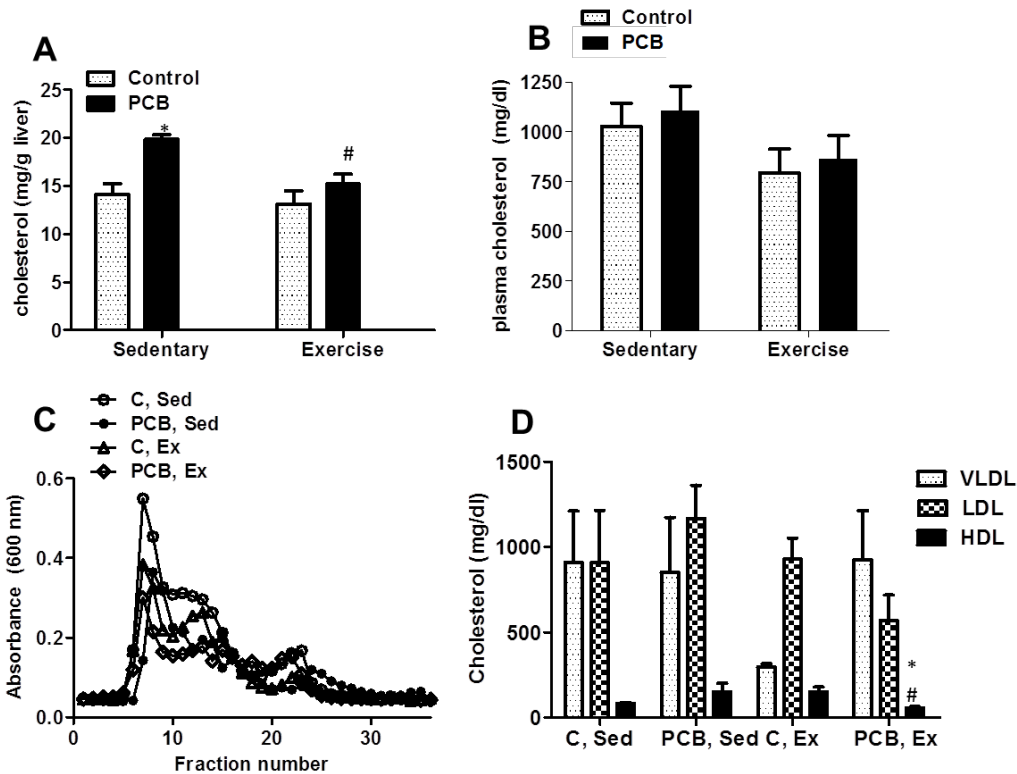 A
Control
PCB
cholesterol (mg/g liver)
25
20
15
10
5
0
*
#
Sedentary
Exercise
B
Control
PCB
plasma cholesterol (mg/dl)
1250
1000
750
500
250
0
Sedentary
Exercise
C
C, Sed
PCB, Sed
C, Ex
PCB, Ex
Absorbance (600 nm)
0.6
0.4
0.2
0.0
0
10
20
30
Fraction number
D
VLDL
LDL
HDL
Cholesterol (mg/dl)
1500
1000
500
0
*
#
C, Sed
PCB, Sed
C, Ex
PCB, Ex